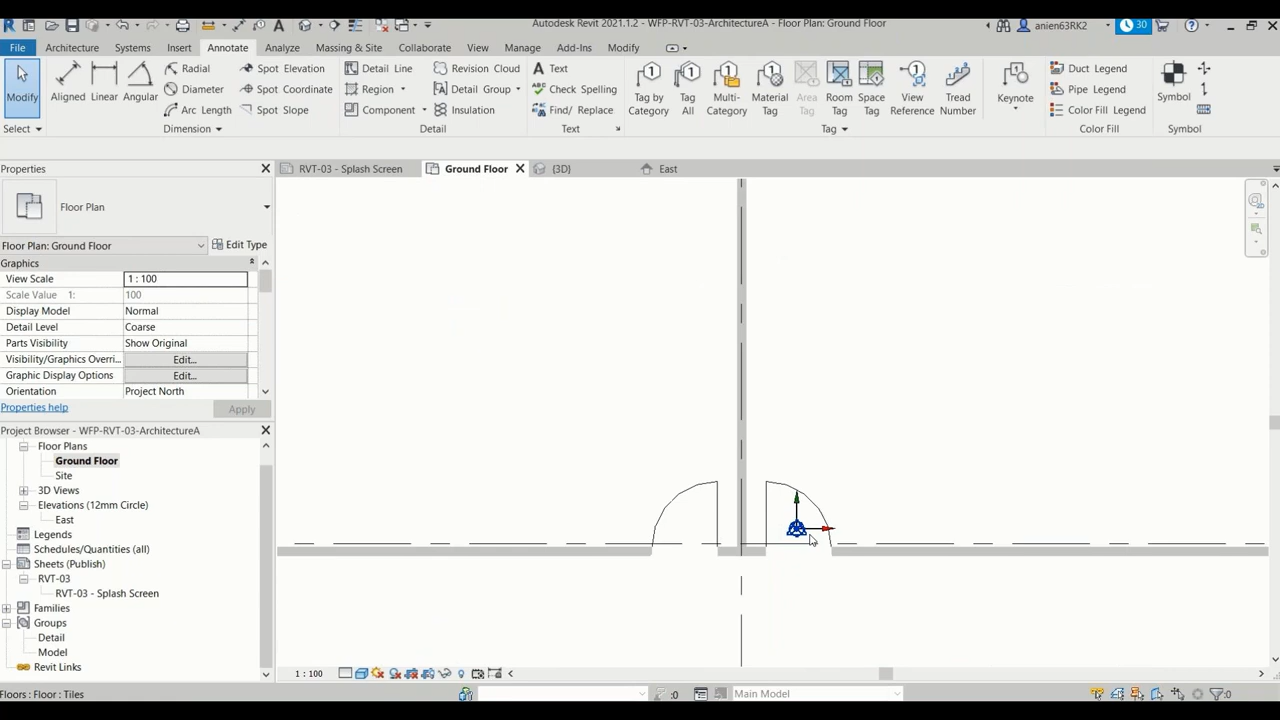 Autodesk Revit 2021.1.2 - WFP-RVT-03-ArchitectureA - Floor Plan: Ground Floor
anien63RK2
30
File Architecture Systems Insert Annotate Analyze Massing & Site Collaborate View Manage Add-Ins Modify
Modify
Select
Aligned Linear Angular
Radial
Diameter
Arc Length
Spot Elevation
Spot Coordinate
Spot Slope
Dimension
Detail Line
Region
Component
Revision Cloud
Detail Group
Insulation
Detail
Text
Check Spelling
Find/ Replace
Text
Tag by Category
Tag All
Multi-Category
Material Tag
Area Tag
Room Tag
Space Tag
View Reference
Tread Number
Tag
Keynote
Duct Legend
Pipe Legend
Color Fill Legend
Color Fill
Symbol
Symbol
Properties
RVT-03 - Splash Screen
Ground Floor
{3D}
East
Floor Plan
Floor Plan: Ground Floor
Edit Type
Graphics
View Scale 1 : 100
Scale Value 1: 100
Display Model Normal
Detail Level Coarse
Parts Visibility Show Original
Visibility/Graphics Overri... Edit...
Graphic Display Options Edit...
Orientation Project North
Properties help
Apply
Project Browser - WFP-RVT-03-ArchitectureA
Floor Plans
Ground Floor
Site
3D Views
Elevations (12mm Circle)
East
Legends
Schedules/Quantities (all)
Sheets (Publish)
RVT-03
RVT-03 - Splash Screen
Families
Groups
Detail
Model
Revit Links
1 : 100
Floors : Floor : Tiles
:0
Main Model
:0